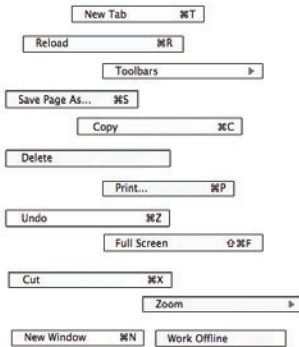 New Tab ⌘T
Reload ⌘R
Toolbars ▶
Save Page As... ⌘S
Copy ⌘C
Delete
Print... ⌘P
Undo ⌘Z
Full Screen ⇧⌘F
Cut ⌘X
Zoom ▶
New Window ⌘N
Work Offline